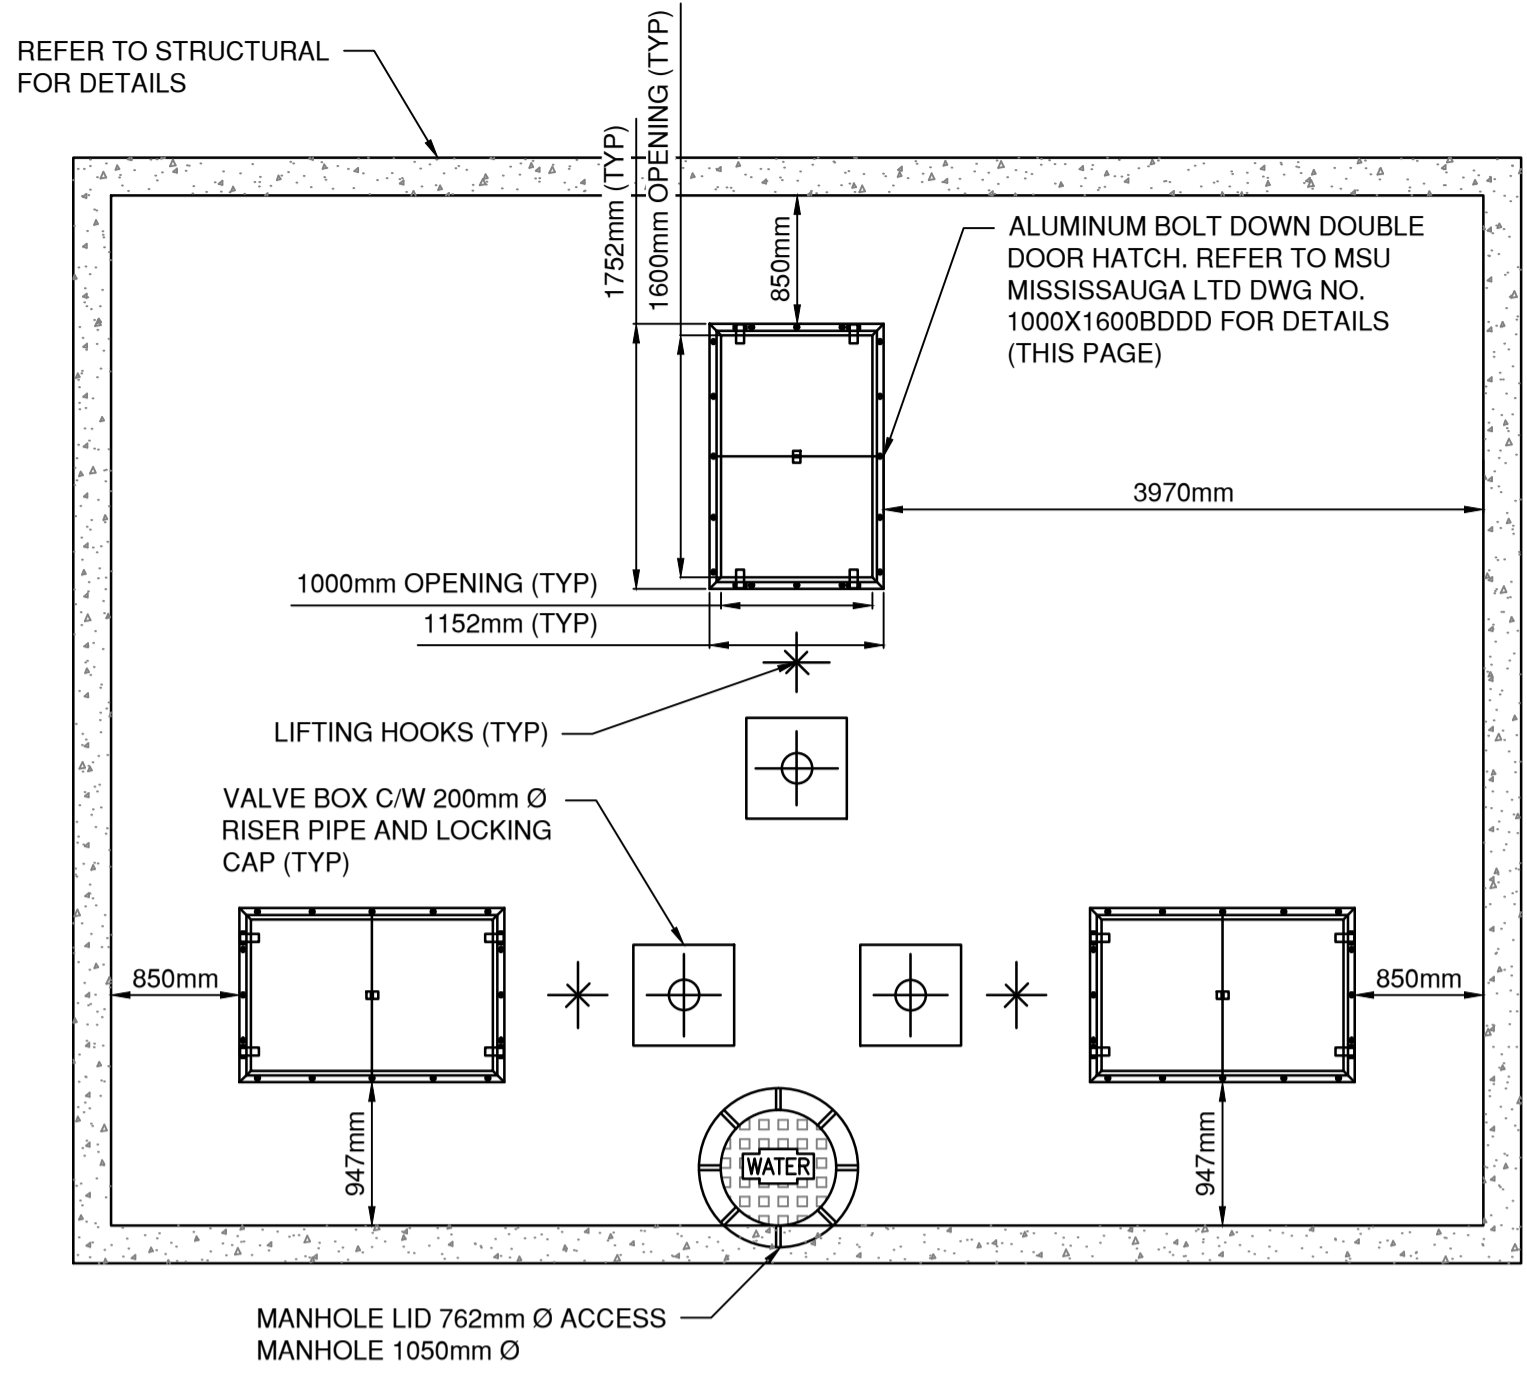 REFER TO STRUCTURAL
FOR DETAILS
1752mm (TYP)
1600mm OPENING (TYP)
850mm
ALUMINUM BOLT DOWN DOUBLE
DOOR HATCH. REFER TO MSU
MISSISSAUGA LTD DWG NO.
1000X1600BDDD FOR DETAILS
(THIS PAGE)
3970mm
1000mm OPENING (TYP)
1152mm (TYP)
LIFTING HOOKS (TYP)
VALVE BOX C/W 200mm Ø
RISER PIPE AND LOCKING
CAP (TYP)
850mm
850mm
947mm
947mm
WATER
MANHOLE LID 762mm Ø ACCESS
MANHOLE 1050mm Ø